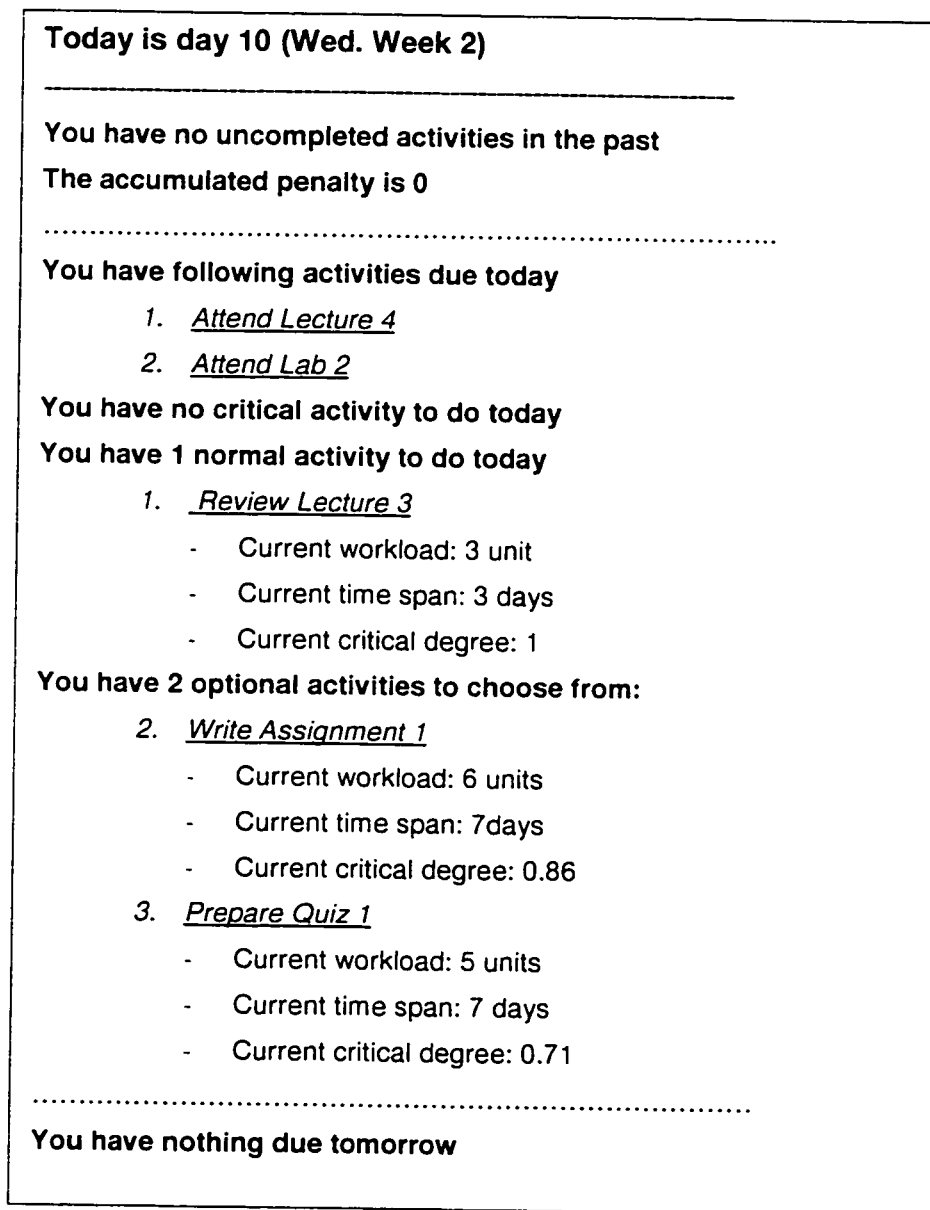 Today is day 10 (Wed. Week 2)
You have no uncompleted activities in the past
The accumulated penalty is 0
You have following activities due today
1. Attend Lecture 4
2. Attend Lab 2
You have no critical activity to do today
You have 1 normal activity to do today
1. Review Lecture 3
- Current workload: 3 unit
- Current time span: 3 days
- Current critical degree: 1
You have 2 optional activities to choose from:
2. Write Assignment 1
- Current workload: 6 units
- Current time span: 7days
- Current critical degree: 0.86
3. Prepare Quiz 1
- Current workload: 5 units
- Current time span: 7 days
- Current critical degree: 0.71
You have nothing due tomorrow